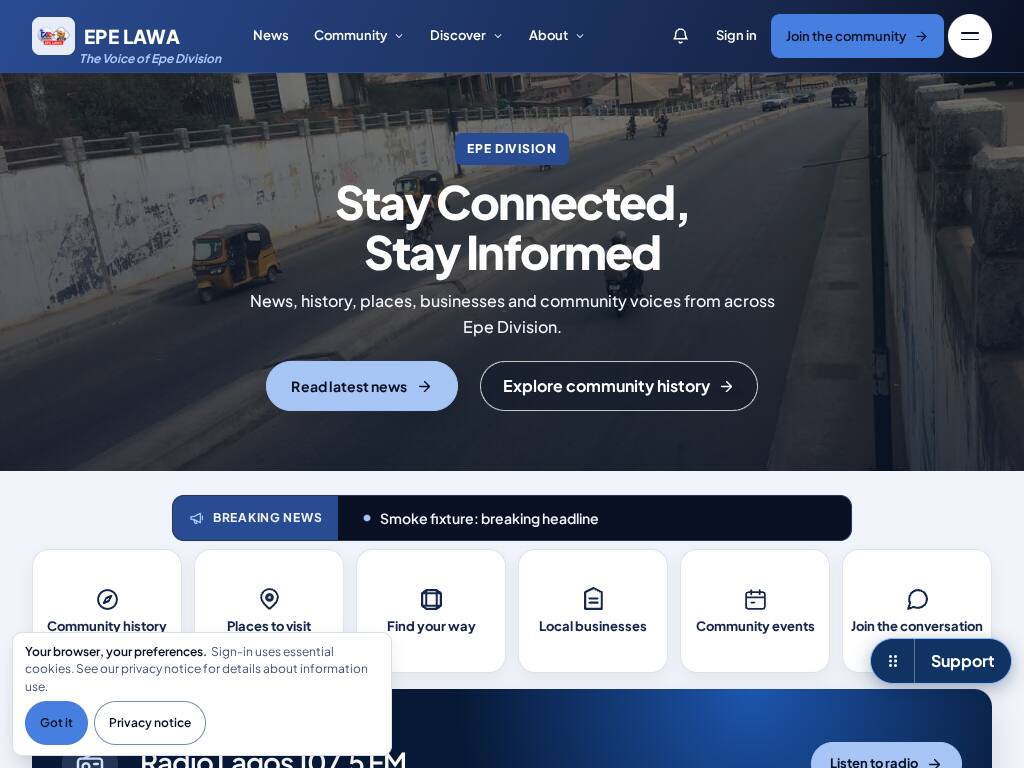 EPE LAWA
The Voice of Epe Division
News
Community
Discover
About
Sign in
Join the community
EPE DIVISION
Stay Connected,
Stay Informed
News, history, places, businesses and community voices from across
Epe Division.
Read latest news
Explore community history
BREAKING NEWS
Smoke fixture: breaking headline
Community history
Places to visit
Find your way
Local businesses
Community events
Join the conversation
Your browser, your preferences. Sign-in uses essential
cookies. See our privacy notice for details about information
use.
Got it
Privacy notice
Support
Radio Lagos 107.5 FM
Listen to radio